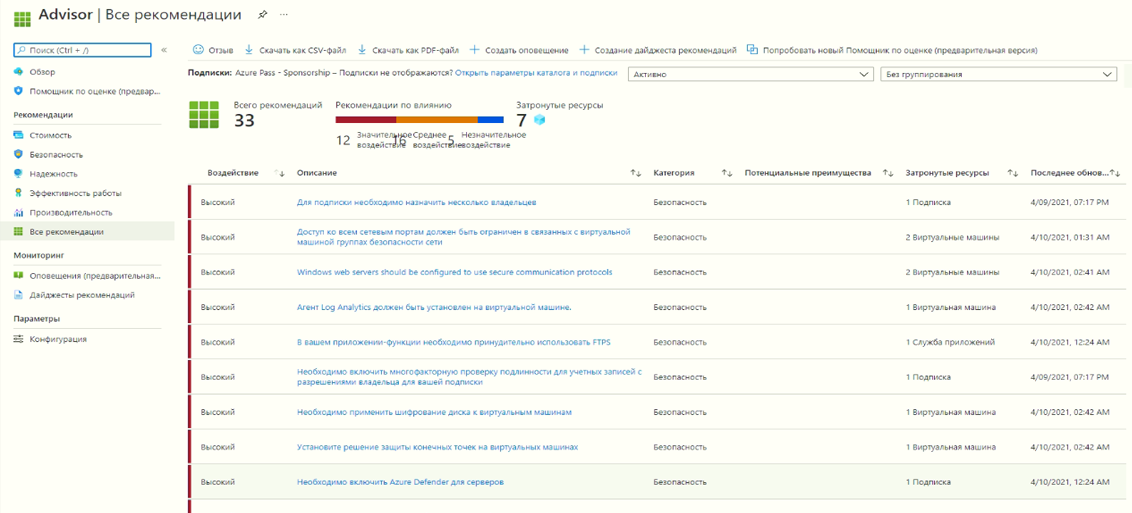 Advisor | Все рекомендации
Поиск (Ctrl + /)
Обзор
Помощник по оценке (предвар...
Рекомендации
Стоимость
Безопасность
Надежность
Эффективность работы
Производительность
Все рекомендации
Мониторинг
Оповещения (предварительная...
Дайджесты рекомендаций
Параметры
Конфигурация
Отзыв Скачать как CSV-файл Скачать как PDF-файл Создать оповещение Создание дайджеста рекомендаций Попробовать новый Помощник по оценке (предварительная версия)
Подписки: Azure Pass - Sponsorship – Подписки не отображаются? Открыть параметры каталога и подписки Активно Без группирования
Всего рекомендаций
33
Рекомендации по влиянию
12 Значительное воздействие
16 Среднее воздействие
5 Незначительное воздействие
Затронутые ресурсы
7
Воздействие Описание Категория Потенциальные преимущества Затронутые ресурсы Последнее обнов...
Высокий Для подписки необходимо назначить несколько владельцев Безопасность 1 Подписка 4/09/2021, 07:17 PM
Высокий Доступ ко всем сетевым портам должен быть ограничен в связанных с виртуальной
машиной группах безопасности сети Безопасность 2 Виртуальные машины 4/10/2021, 01:31 AM
Высокий Windows web servers should be configured to use secure communication protocols Безопасность 2 Виртуальные машины 4/10/2021, 02:41 AM
Высокий Агент Log Analytics должен быть установлен на виртуальной машине. Безопасность 1 Виртуальная машина 4/10/2021, 02:42 AM
Высокий В вашем приложении-функции необходимо принудительно использовать FTPS Безопасность 1 Служба приложений 4/10/2021, 12:24 AM
Высокий Необходимо включить многофакторную проверку подлинности для учетных записей с
разрешениями владельца для вашей подписки Безопасность 1 Подписка 4/09/2021, 07:17 PM
Высокий Необходимо применить шифрование диска к виртуальным машинам Безопасность 1 Виртуальная машина 4/10/2021, 02:42 AM
Высокий Установите решение защиты конечных точек на виртуальных машинах Безопасность 1 Виртуальная машина 4/10/2021, 02:42 AM
Высокий Необходимо включить Azure Defender для серверов Безопасность 1 Подписка 4/10/2021, 12:24 AM